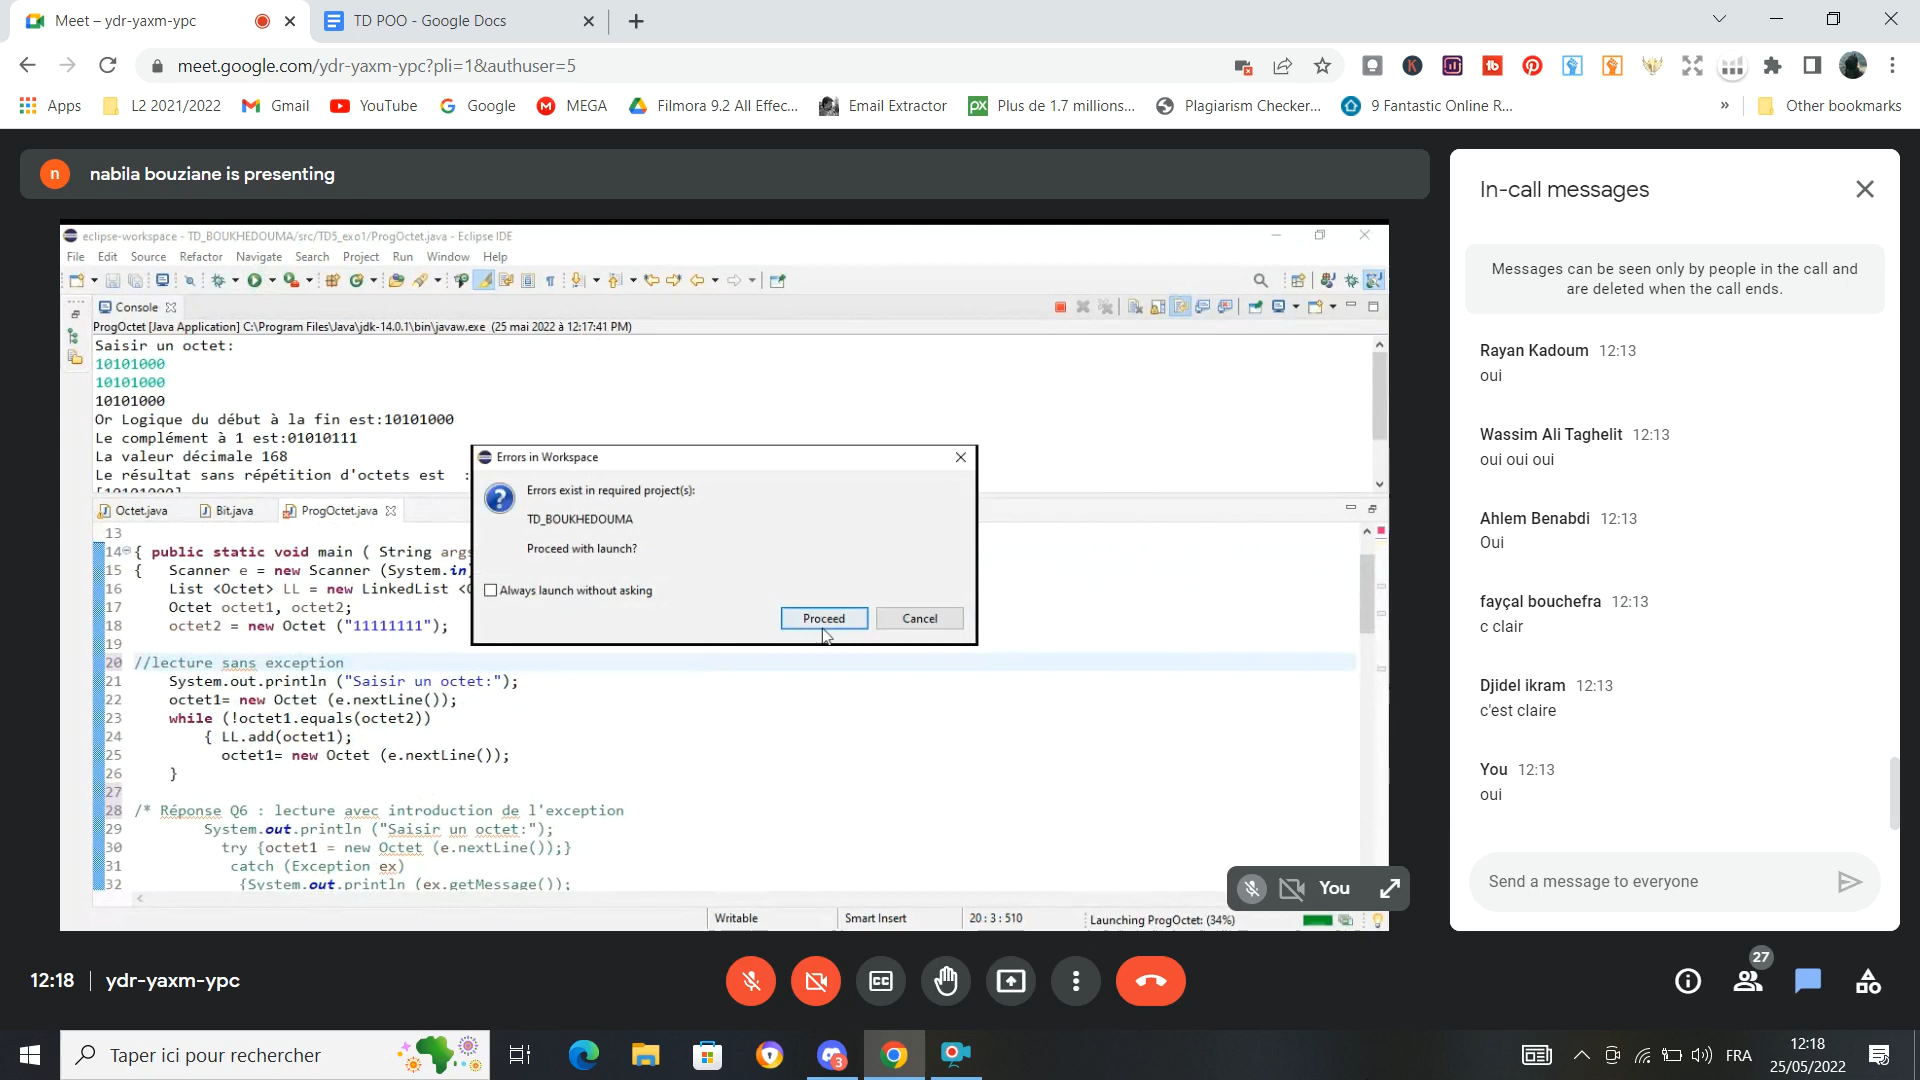 Meet – ydr-yaxm-ypc
TD POO - Google Docs
meet.google.com/ydr-yaxm-ypc?pli=1&authuser=5
Apps
L2 2021/2022
Gmail
YouTube
Google
MEGA
Filmora 9.2 All Effec...
Email Extractor
Plus de 1.7 millions...
Plagiarism Checker...
9 Fantastic Online R...
»
Other bookmarks
n
nabila bouziane is presenting
eclipse-workspace - TD_BOUKHEDOUMA/src/TD5_exo1/ProgOctet.java - Eclipse IDE
File Edit Source Refactor Navigate Search Project Run Window Help
Console
ProgOctet [Java Application] C:\Program Files\Java\jdk-14.0.1\bin\javaw.exe (25 mai 2022 à 12:17:41 PM)
Saisir un octet:
10101000
10101000
10101000
Or Logique du début à la fin est:10101000
Le complément à 1 est:01010111
La valeur décimale 168
Le résultat sans répétition d'octets est :
[10101000]
Errors in Workspace
Errors exist in required project(s):
TD_BOUKHEDOUMA
Proceed with launch?
Always launch without asking
Proceed
Cancel
Octet.java
Bit.java
ProgOctet.java
13
14 { public static void main ( String args
15 { Scanner e = new Scanner (System.in
16 List <Octet> LL = new LinkedList <O
17 Octet octet1, octet2;
18 octet2 = new Octet ("11111111");
19
20 //lecture sans exception
21 System.out.println ("Saisir un octet:");
22 octet1= new Octet (e.nextLine());
23 while (!octet1.equals(octet2))
24 { LL.add(octet1);
25 octet1= new Octet (e.nextLine());
26 }
27
28 /* Réponse Q6 : lecture avec introduction de l'exception
29 System.out.println ("Saisir un octet:");
30 try {octet1 = new Octet (e.nextLine());}
31 catch (Exception ex)
32 {System.out.println (ex.getMessage());
Writable
Smart Insert
20 : 3 : 510
Launching ProgOctet: (34%)
You
In-call messages
Messages can be seen only by people in the call and
are deleted when the call ends.
Rayan Kadoum 12:13
oui
Wassim Ali Taghelit 12:13
oui oui oui
Ahlem Benabdi 12:13
Oui
fayçal bouchefra 12:13
c clair
Djidel ikram 12:13
c'est claire
You 12:13
oui
Send a message to everyone
12:18 | ydr-yaxm-ypc
27
Taper ici pour rechercher
3
FRA
12:18
25/05/2022